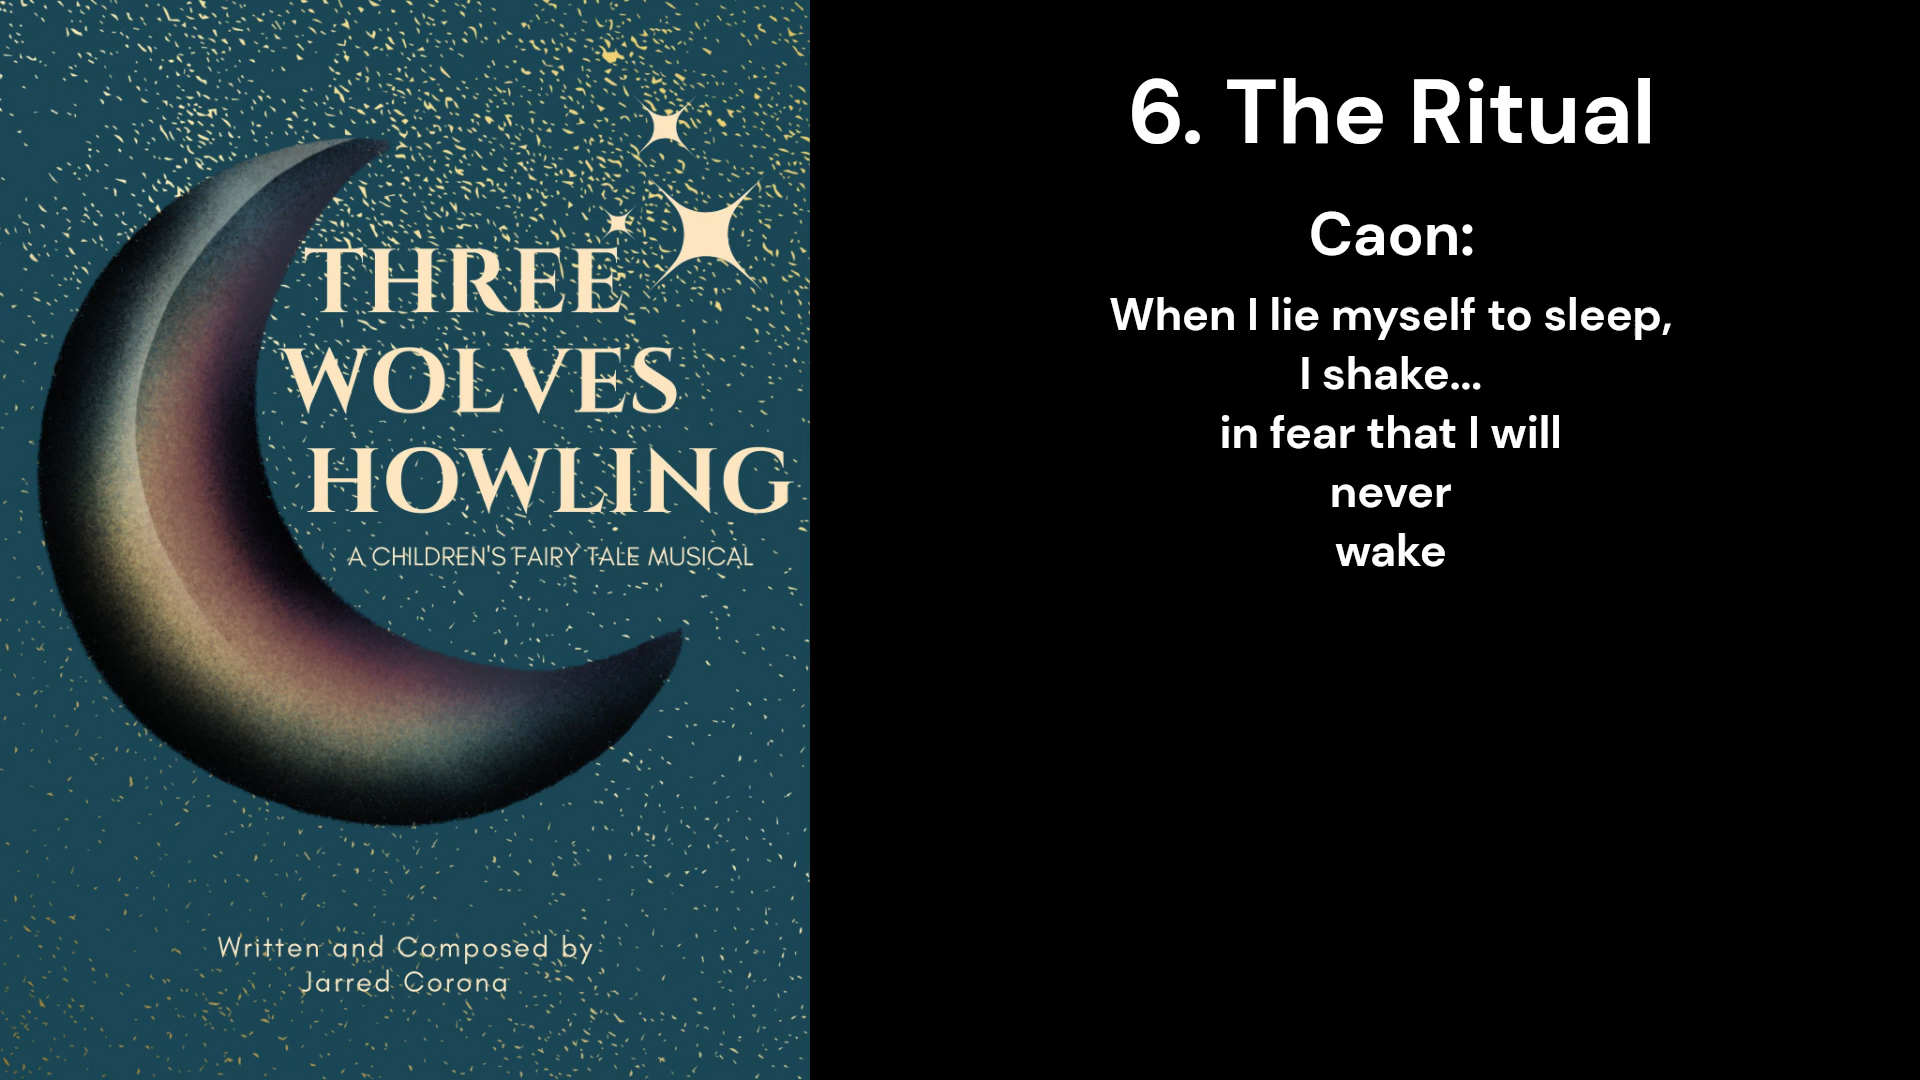 THREE
WOLVES
HOWLING
A CHILDREN'S FAIRY TALE MUSICAL
Written and Composed by
Jarred Corona
6. The Ritual
Caon:
When I lie myself to sleep,
I shake...
in fear that I will
never
wake